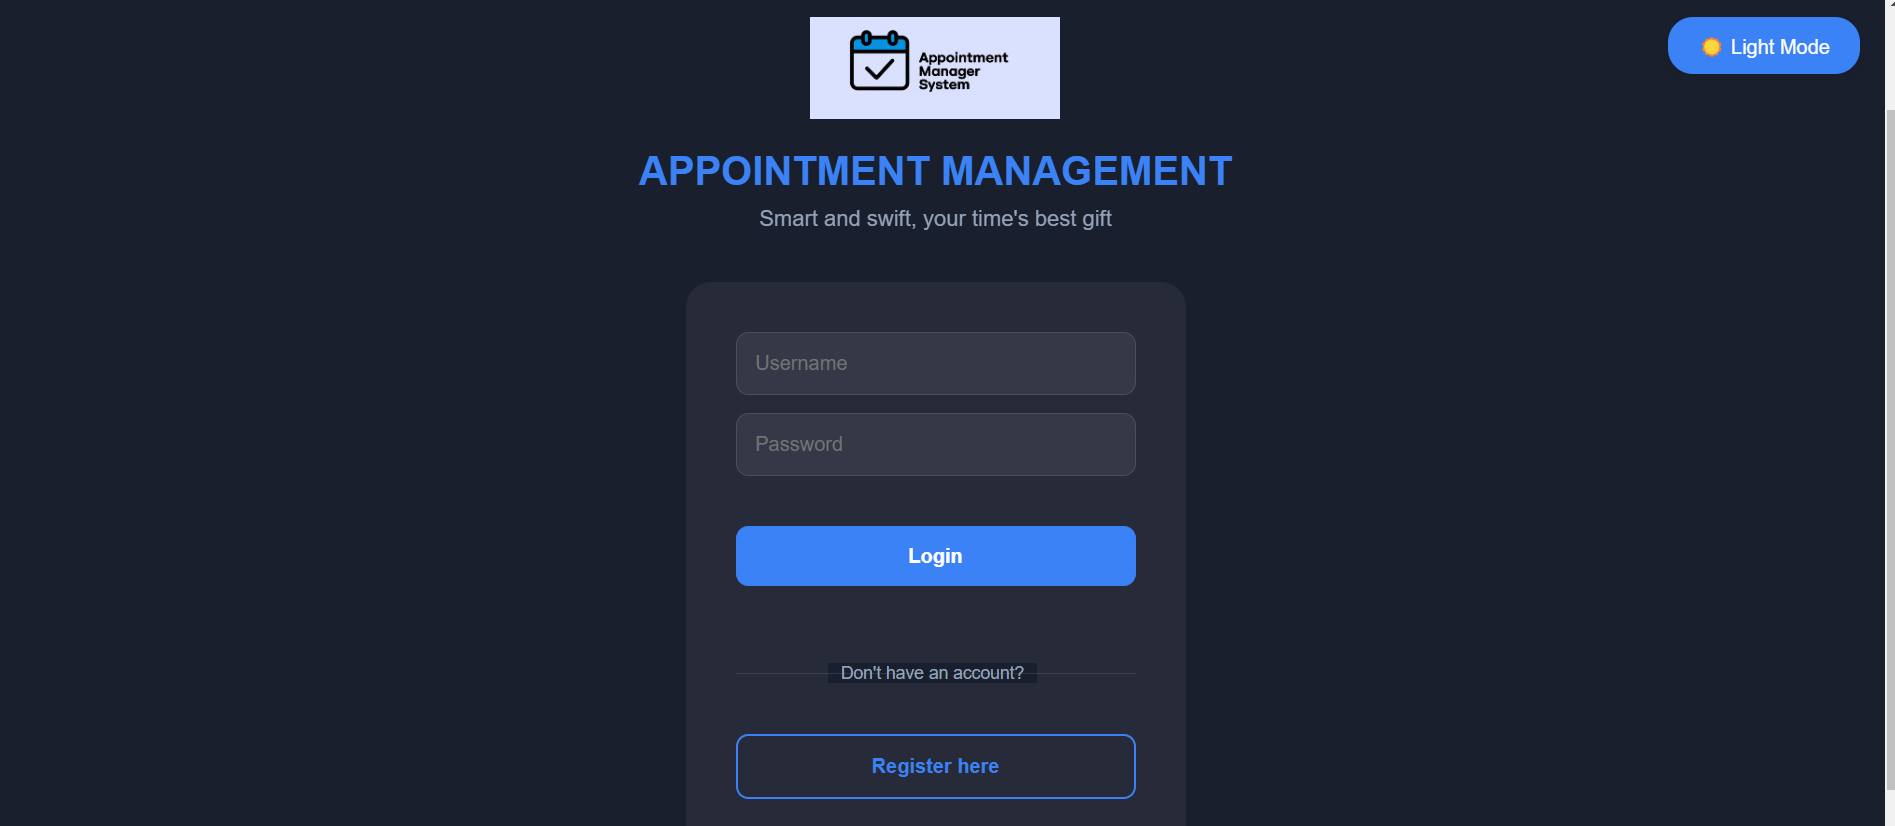 Appointment
Manager
System
Light Mode
APPOINTMENT MANAGEMENT
Smart and swift, your time's best gift
Username
Password
Login
Don't have an account?
Register here